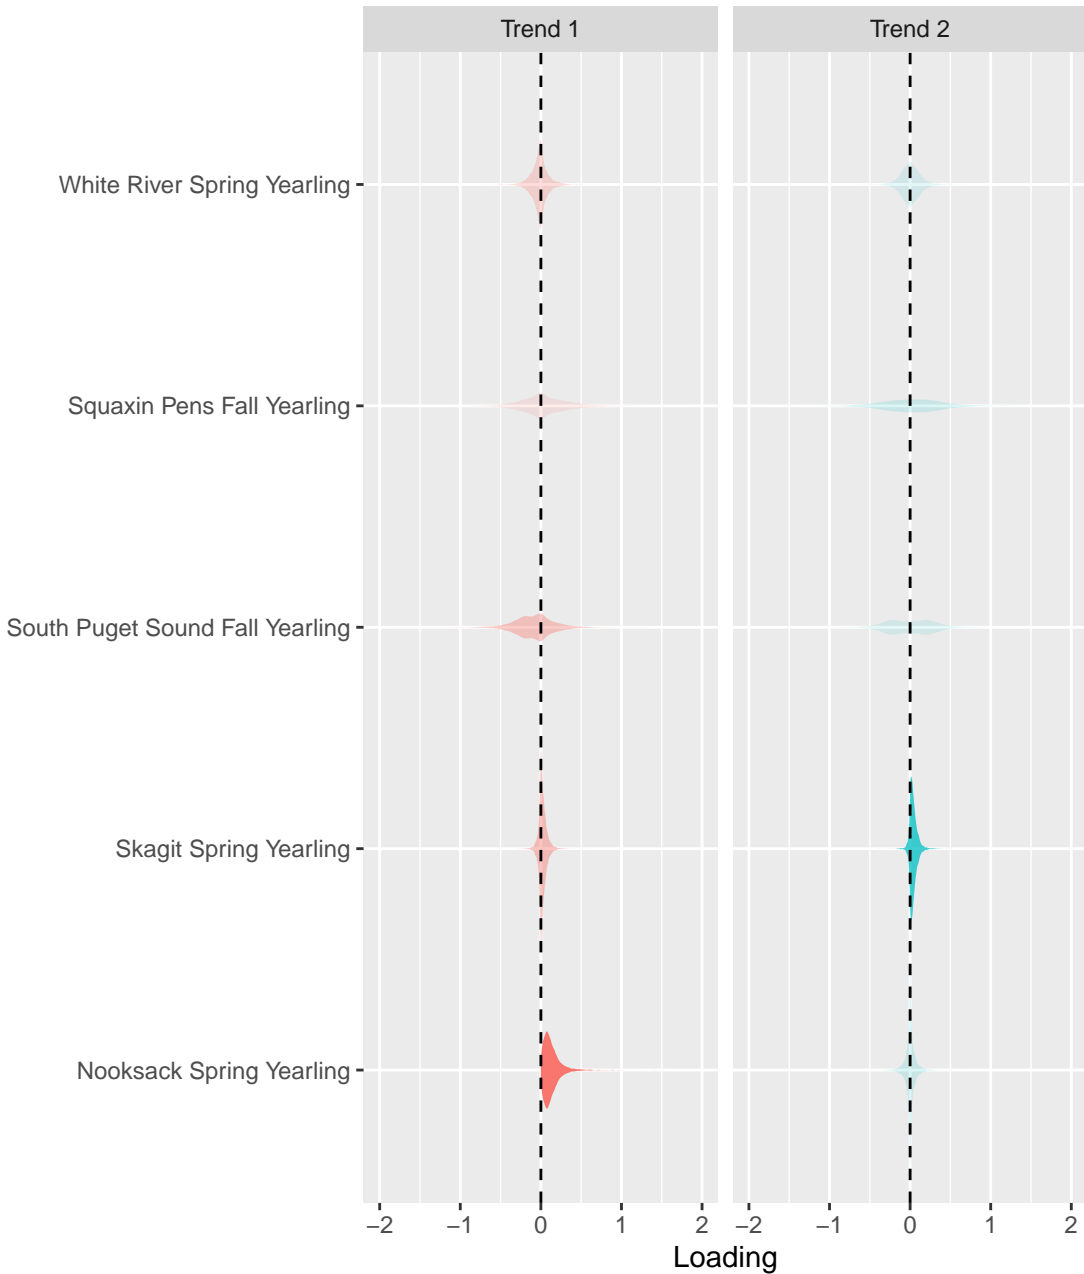 Trend 1
Trend 2
White River Spring Yearling
Squaxin Pens Fall Yearling
South Puget Sound Fall Yearling
Skagit Spring Yearling
Nooksack Spring Yearling
−2 −1 0 1 2 −2 −1 0 1 2
Loading